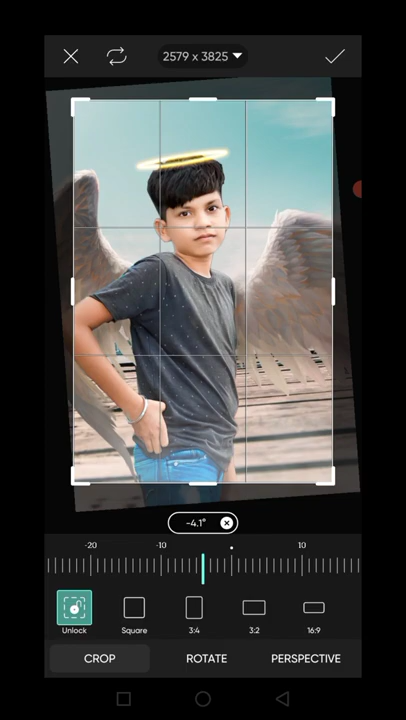 2579 x 3825
-4.1°
-20 -10 10
Unlock Square 3:4 3:2 16:9
CROP ROTATE PERSPECTIVE